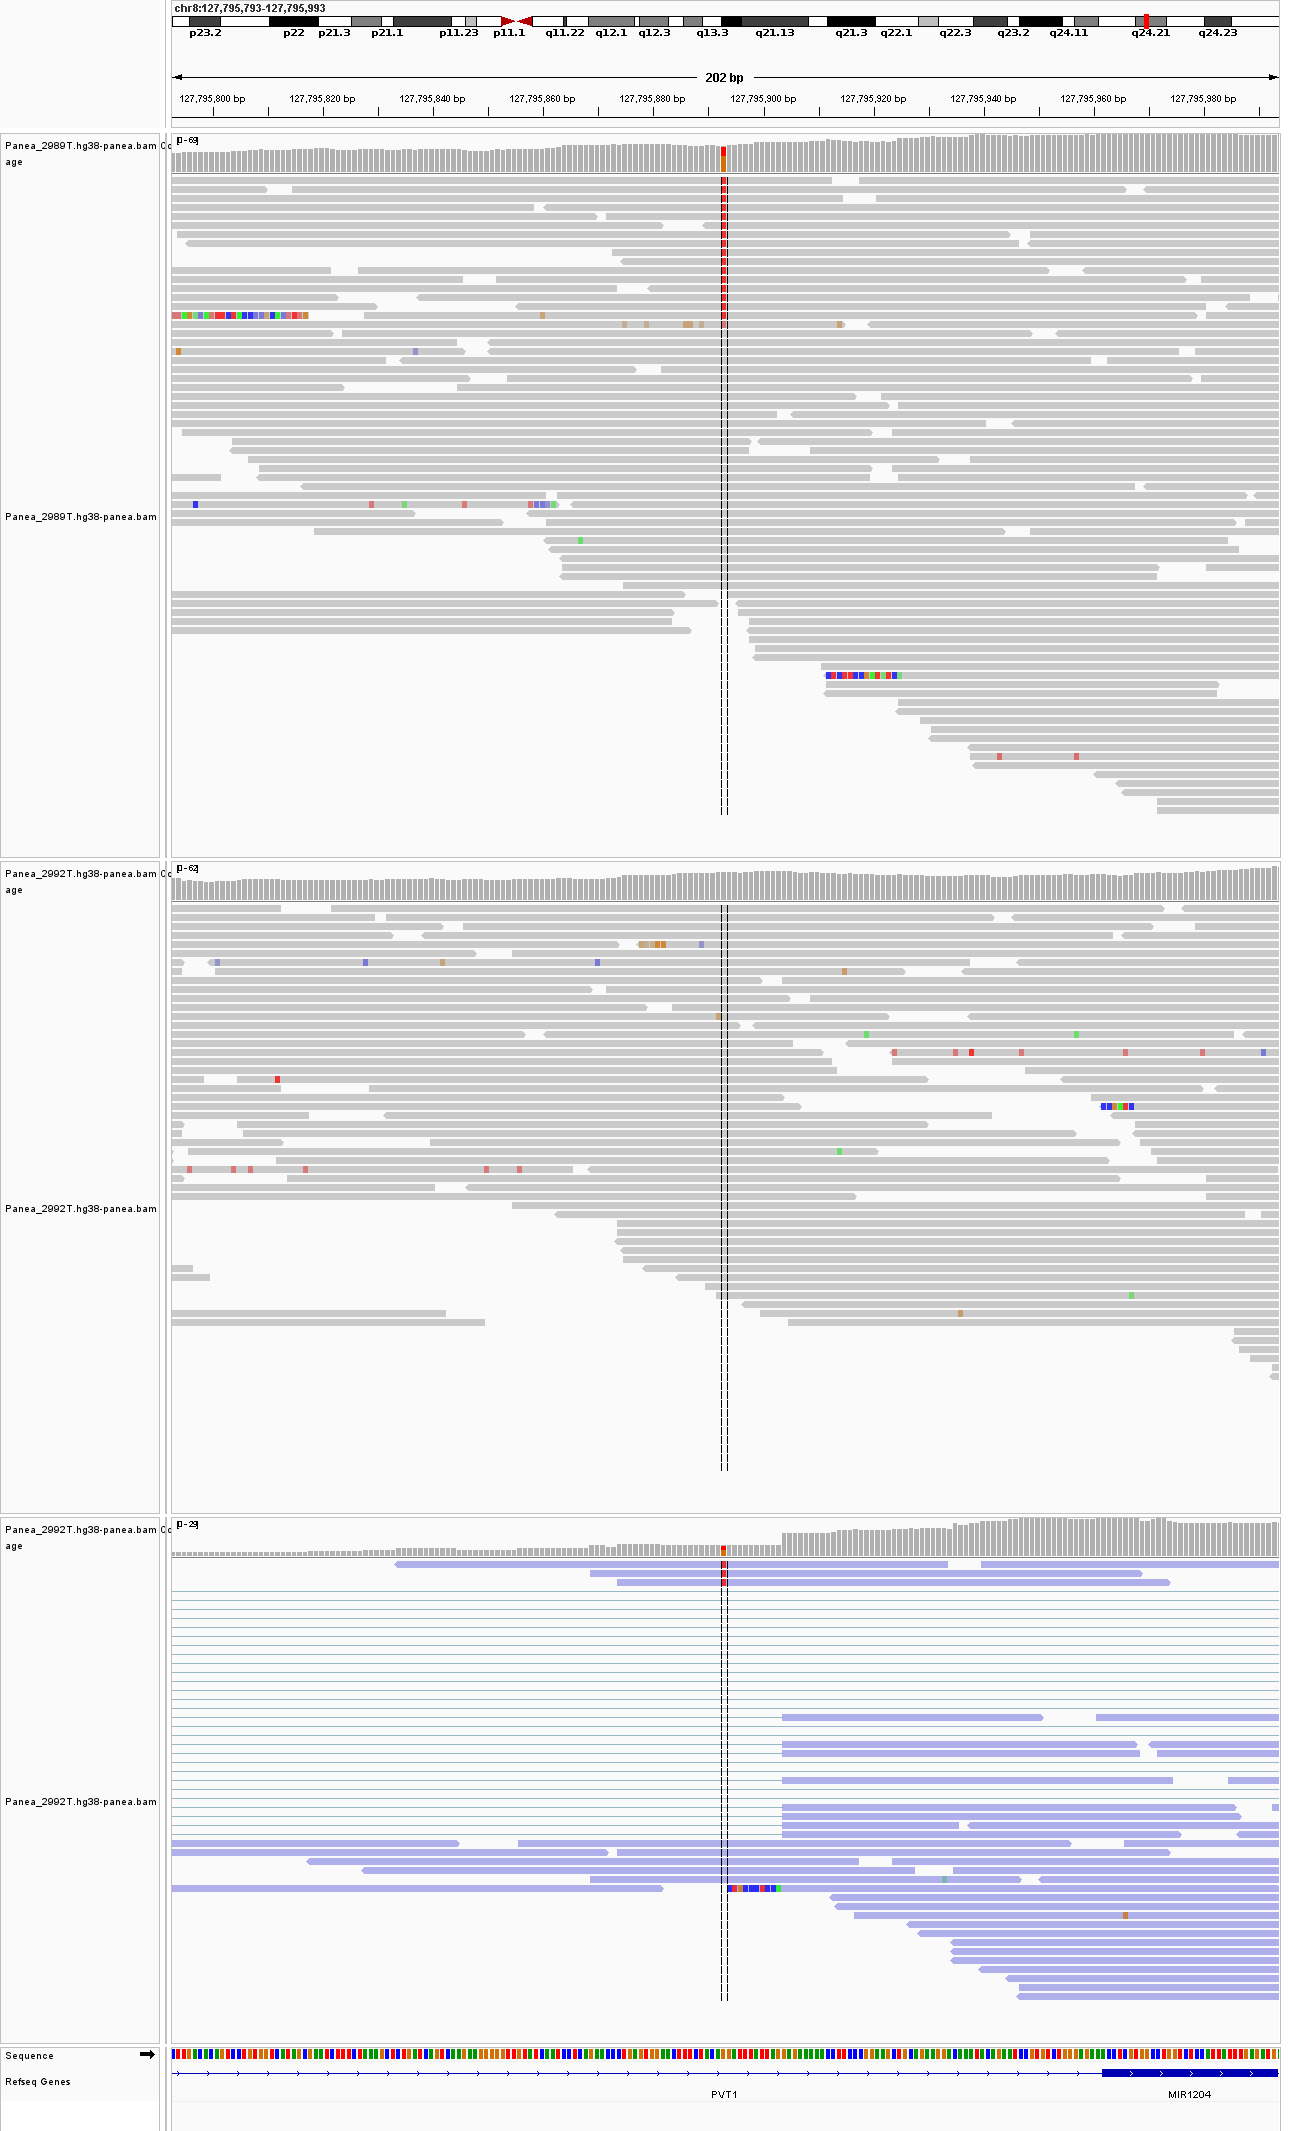 chr8:127,795,793-127,795,993
p23.2 p22 p21.3 p21.1 p11.23 p11.1 q11.22 q12.1 q12.3 q13.3 q21.13 q21.3 q22.1 q22.3 q23.2 q24.11 q24.21 q24.23
202 bp
127,795,800 bp 127,795,820 bp 127,795,840 bp 127,795,860 bp 127,795,880 bp 127,795,900 bp 127,795,920 bp 127,795,940 bp 127,795,960 bp 127,795,980 bp
[0-69]
Panea_2989T.hg38-panea.bam Co
age
Panea_2989T.hg38-panea.bam
[0-62]
Panea_2992T.hg38-panea.bam Co
age
Panea_2992T.hg38-panea.bam
[0-29]
Panea_2992T.hg38-panea.bam Co
age
Panea_2992T.hg38-panea.bam
Sequence
Refseq Genes
PVT1 MIR1204